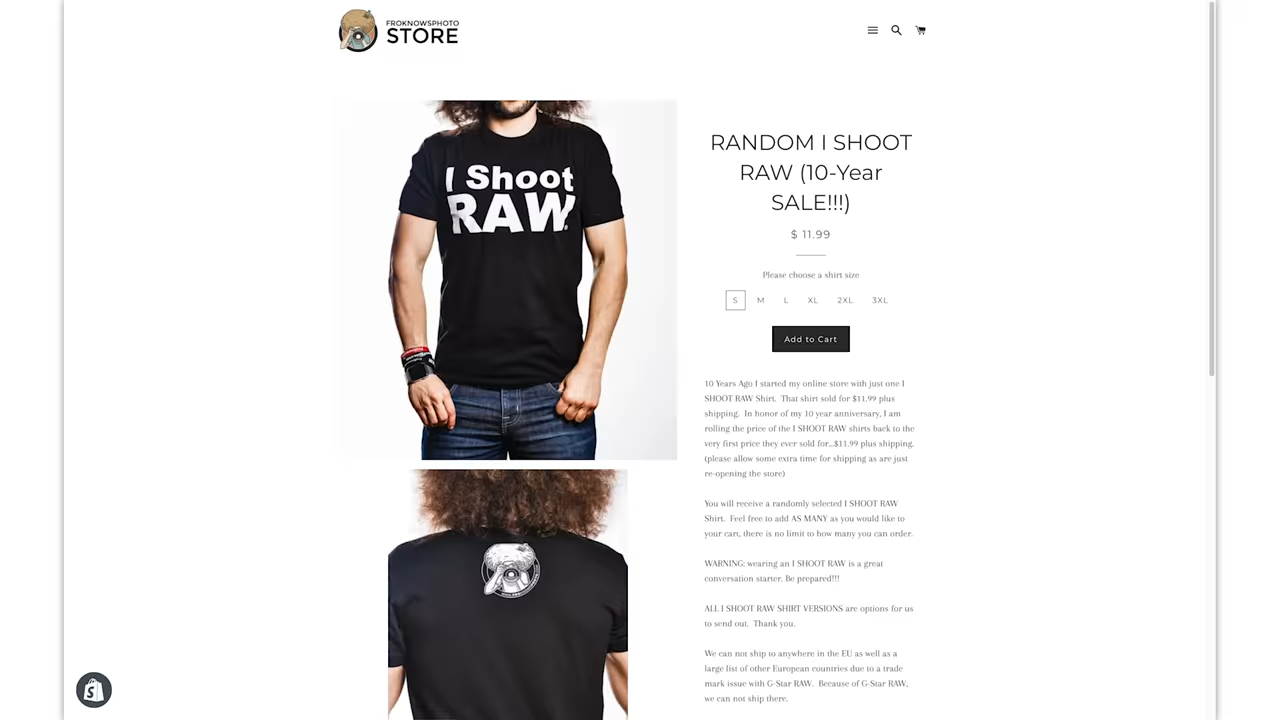 FROKNOWSPHOTO
STORE
I Shoot
RAW
RANDOM I SHOOT
RAW (10-Year
SALE!!!)
$ 11.99
Please choose a shirt size
S M L XL 2XL 3XL
Add to Cart
10 Years Ago I started my online store with just one I
SHOOT RAW Shirt. That shirt sold for $11.99 plus
shipping. In honor of my 10 year anniversary, I am
rolling the price of the I SHOOT RAW shirts back to the
very first price they ever sold for...$11.99 plus shipping.
(please allow some extra time for shipping as are just
re-opening the store)
You will receive a randomly selected I SHOOT RAW
Shirt. Feel free to add AS MANY as you would like to
your cart, there is no limit to how many you can order.
WARNING: wearing an I SHOOT RAW is a great
conversation starter. Be prepared!!!
ALL I SHOOT RAW SHIRT VERSIONS are options for us
to send out. Thank you.
We can not ship to anywhere in the EU as well as a
large list of other European countries due to a trade
mark issue with G-Star RAW. Because of G-Star RAW,
we can not ship there.